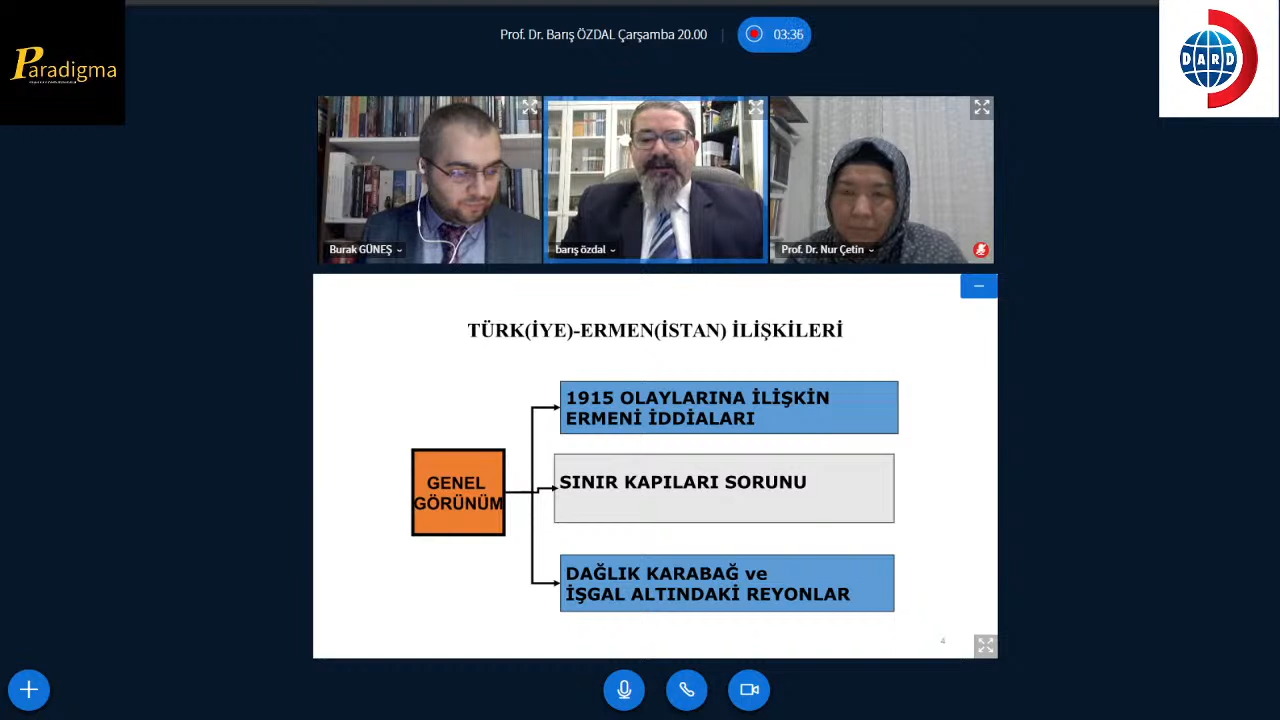 Prof. Dr. Barış ÖZDAL Çarşamba 20.00
03:36
Paradigma
DARD
Burak GÜNEŞ
barış özdal
Prof. Dr. Nur Çetin
TÜRK(İYE)-ERMEN(İSTAN) İLİŞKİLERİ
1915 OLAYLARINA İLİŞKİN
ERMENİ İDDİALARI
GENEL
GÖRÜNÜM
SINIR KAPILARI SORUNU
DAĞLIK KARABAĞ ve
İŞGAL ALTINDAKİ REYONLAR
4